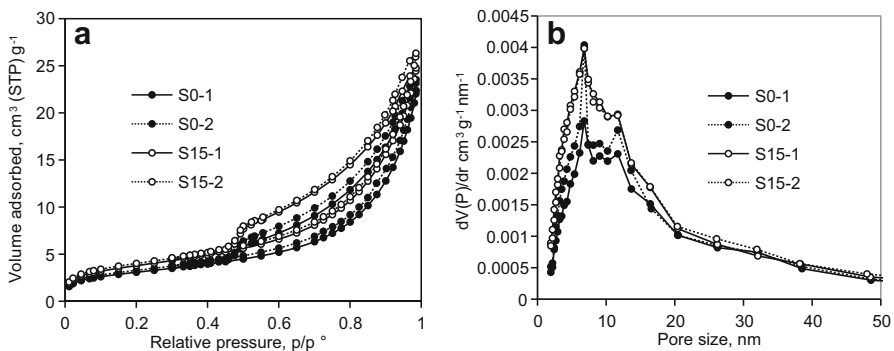 a
30
25
20
15
10
5
0
Volume adsorbed, cm³ (STP) g⁻¹
S0-1
S0-2
S15-1
S15-2
0 0.2 0.4 0.6 0.8 1
Relative pressure, p/p °
b
0.0045
0.004
0.0035
0.003
0.0025
0.002
0.0015
0.001
0.0005
0
dV(P)/dr cm³ g⁻¹ nm⁻¹
S0-1
S0-2
S15-1
S15-2
0 10 20 30 40 50
Pore size, nm